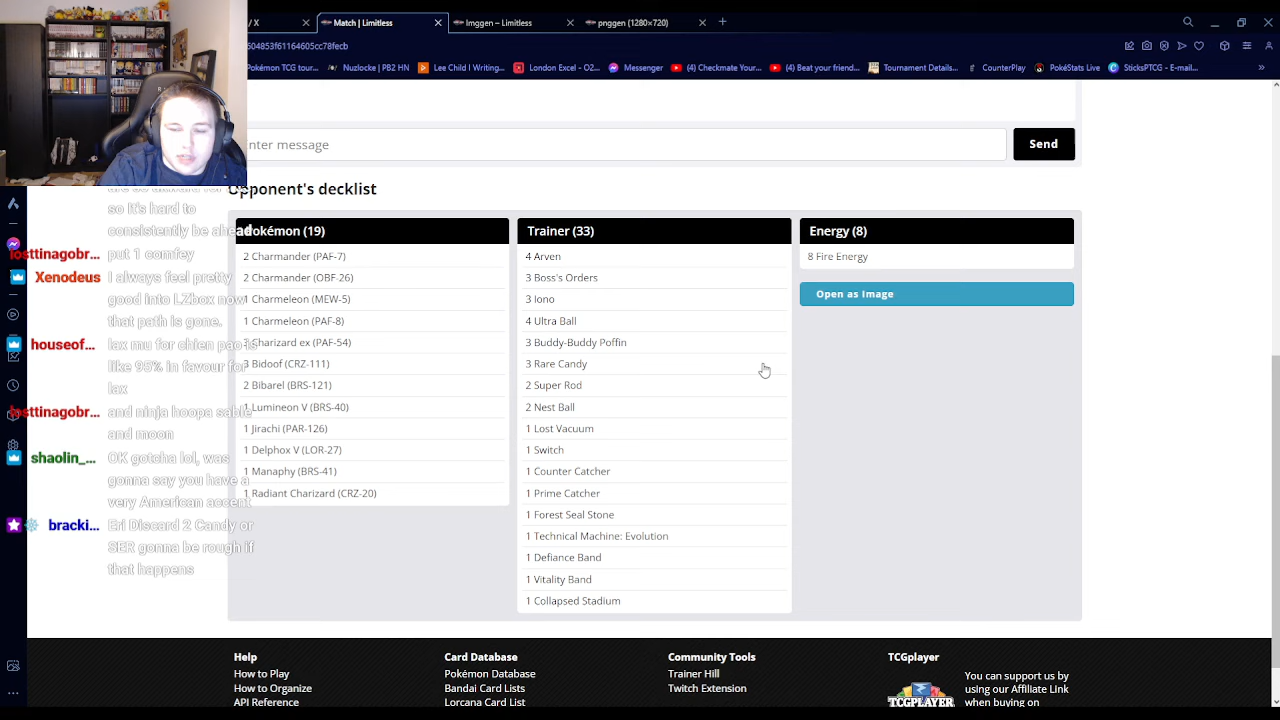 / X
Match | Limitless
Imggen – Limitless
pnggen (1280×720)
604853f61164605cc78fecb
Pokémon TCG tour...
Nuzlocke | PB2 HN
Lee Child I Writing...
London Excel - O2...
Messenger
(4) (Checkmate Your...
(4) (Beat your friend...
Tournament Details...
CounterPlay
PokéStats Live
SticksPTCG - E-mail...
nter message
Send
Opponent's decklist
Pokémon (19)
2 Charmander (PAF-7)
2 Charmander (OBF-26)
1 Charmeleon (MEW-5)
1 Charmeleon (PAF-8)
Charizard ex (PAF-54)
3 Bidoof (CRZ-111)
2 Bibarel (BRS-121)
1 Lumineon V (BRS-40)
1 Jirachi (PAR-126)
1 Delphox V (LOR-27)
1 Manaphy (BRS-41)
1 Radiant Charizard (CRZ-20)
Trainer (33)
4 Arven
3 Boss's Orders
3 Iono
4 Ultra Ball
3 Buddy-Buddy Poffin
3 Rare Candy
2 Super Rod
2 Nest Ball
1 Lost Vacuum
1 Switch
1 Counter Catcher
1 Prime Catcher
1 Forest Seal Stone
1 Technical Machine: Evolution
1 Defiance Band
1 Vitality Band
1 Collapsed Stadium
Energy (8)
8 Fire Energy
Open as Image
so it's hard to
consistently be ahead
losttinagobr... put 1 comfey
Xenodeus I always feel pretty
good into LZbox now
that path is gone.
houseof... lax mu for chien pao is
like 95% in favour for
lax
losttinagobr... and ninja hoopa sable
and moon
shaolin_... OK gotcha lol, was
gonna say you have a
very American accent
bracki... Eri Discard 2 Candy or
SER gonna be rough if
that happens
Help
How to Play
How to Organize
API Reference
Card Database
Pokémon Database
Bandai Card Lists
Lorcana Card List
Community Tools
Trainer Hill
Twitch Extension
TCGplayer
TCGPLAYER
You can support us by
using our Affiliate Link
when buying on